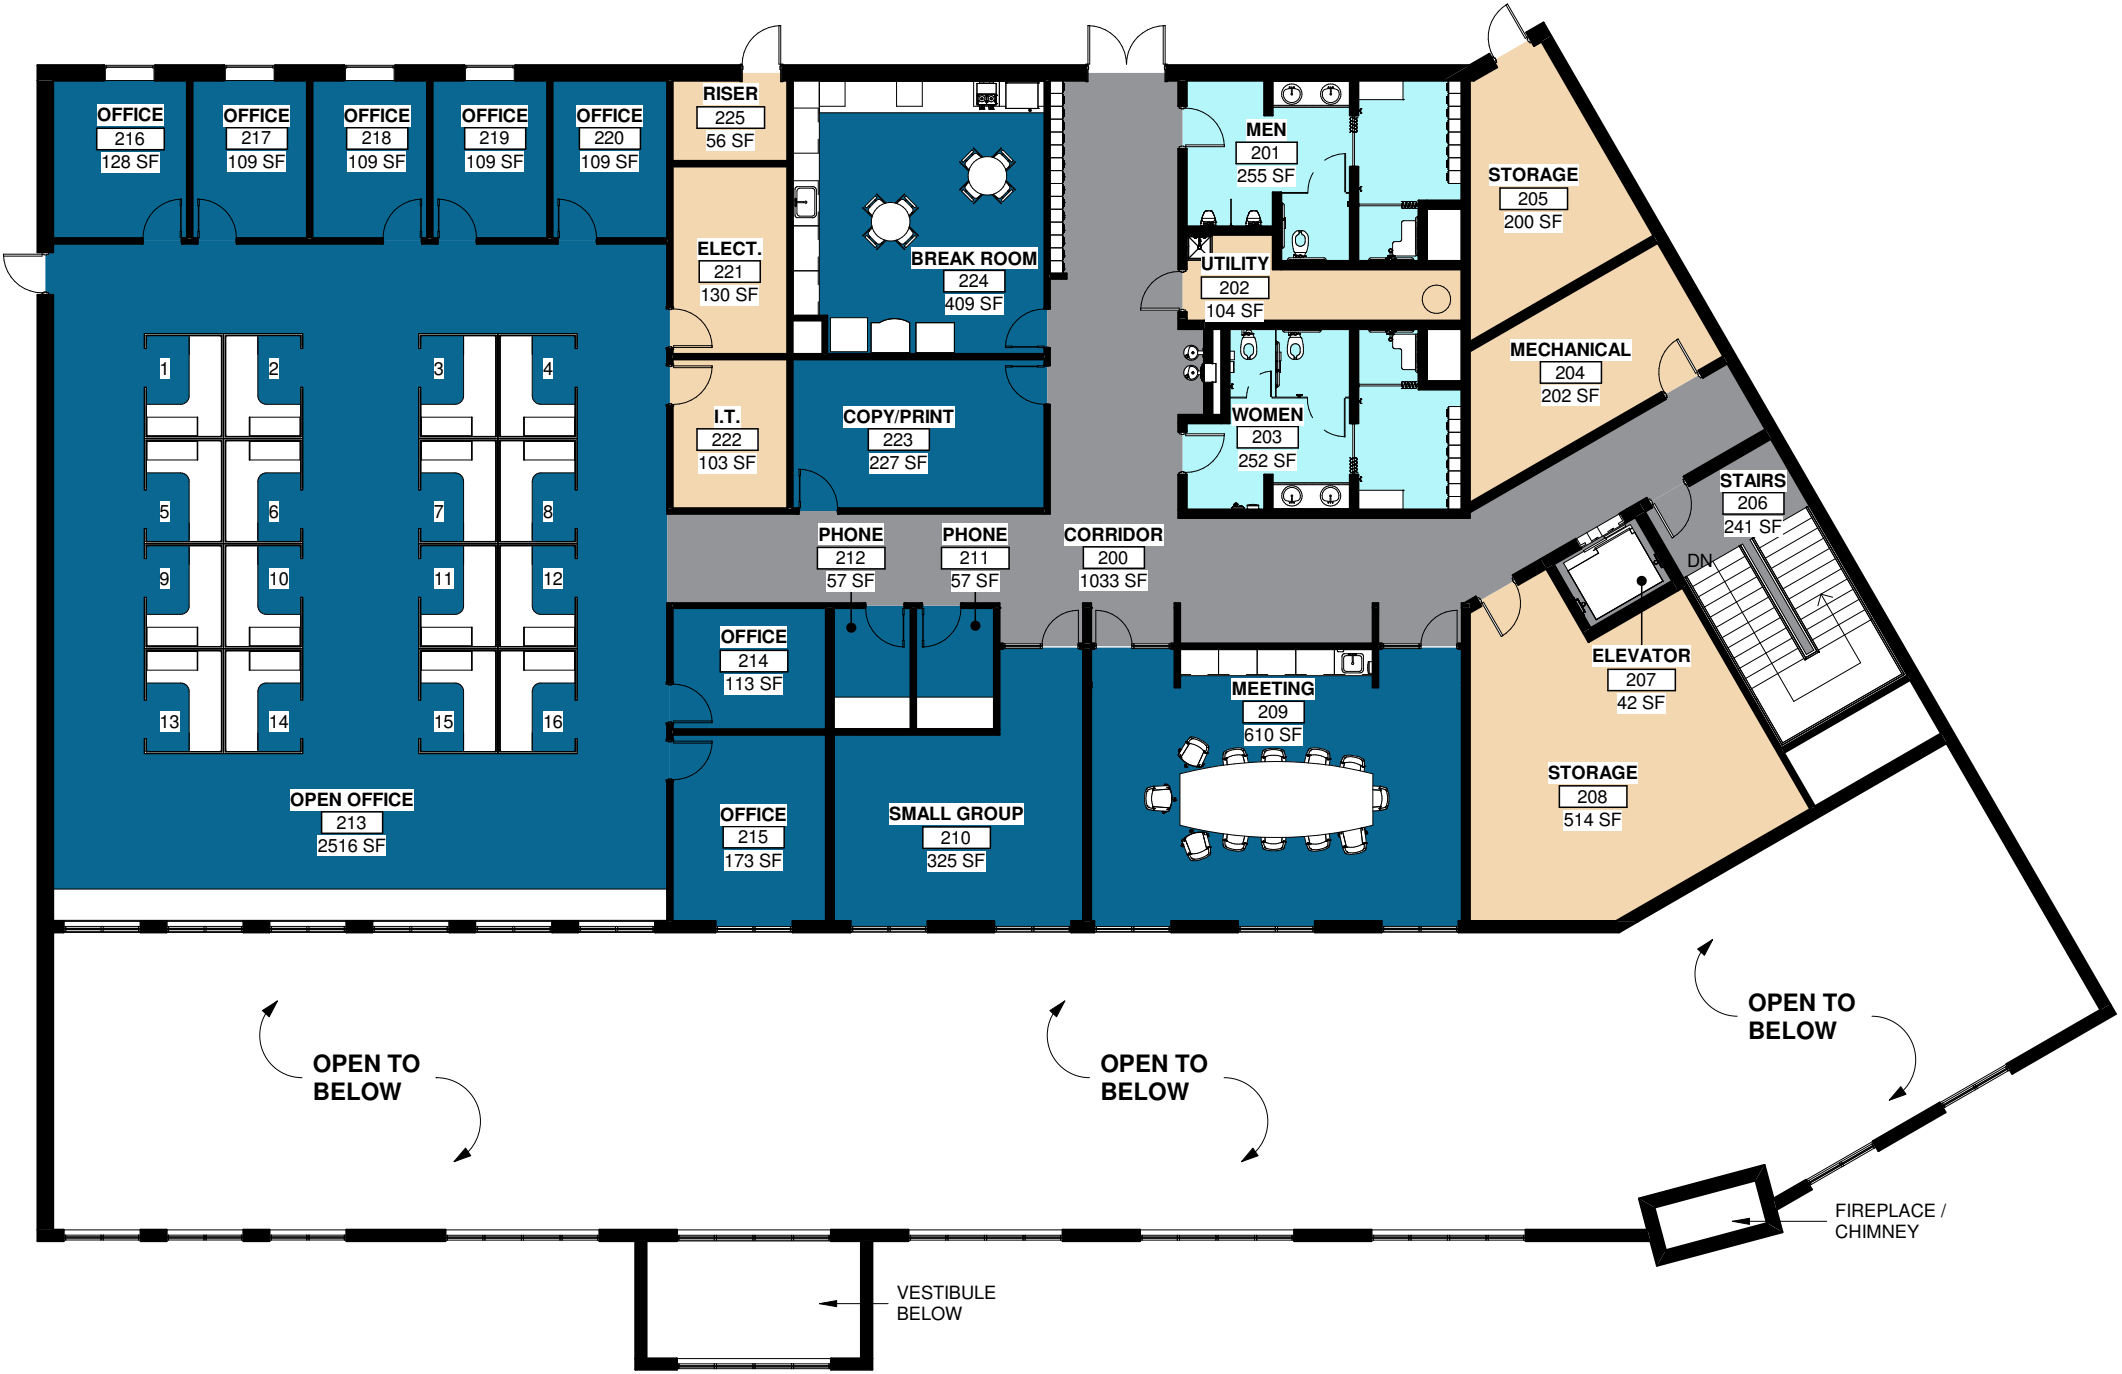 OFFICE
216
128 SF
OFFICE
217
109 SF
OFFICE
218
109 SF
OFFICE
219
109 SF
OFFICE
220
109 SF
RISER
225
56 SF
ELECT.
221
130 SF
BREAK ROOM
224
409 SF
MEN
201
255 SF
UTILITY
202
104 SF
STORAGE
205
200 SF
MECHANICAL
204
202 SF
I.T.
222
103 SF
COPY/PRINT
223
227 SF
WOMEN
203
252 SF
STAIRS
206
241 SF
DN
1
2
3
4
5
6
7
8
9
10
11
12
13
14
15
16
PHONE
212
57 SF
PHONE
211
57 SF
CORRIDOR
200
1033 SF
OFFICE
214
113 SF
ELEVATOR
207
42 SF
MEETING
209
610 SF
STORAGE
208
514 SF
OPEN OFFICE
213
2516 SF
OFFICE
215
173 SF
SMALL GROUP
210
325 SF
OPEN TO
BELOW
OPEN TO
BELOW
OPEN TO
BELOW
FIREPLACE /
CHIMNEY
VESTIBULE
BELOW